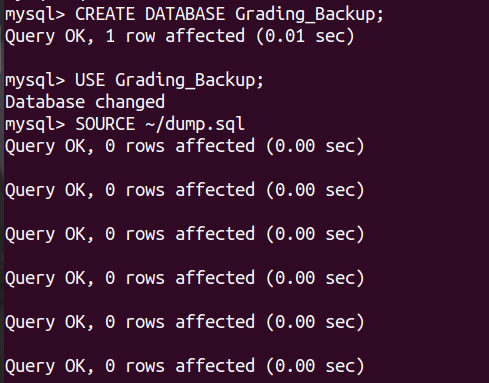 mysql> CREATE DATABASE Grading_Backup;
Query OK, 1 row affected (0.01 sec)
mysql> USE Grading_Backup;
Database changed
mysql> SOURCE ~/dump.sql
Query OK, 0 rows affected (0.00 sec)
Query OK, 0 rows affected (0.00 sec)
Query OK, 0 rows affected (0.00 sec)
Query OK, 0 rows affected (0.00 sec)
Query OK, 0 rows affected (0.00 sec)
Query OK, 0 rows affected (0.00 sec)